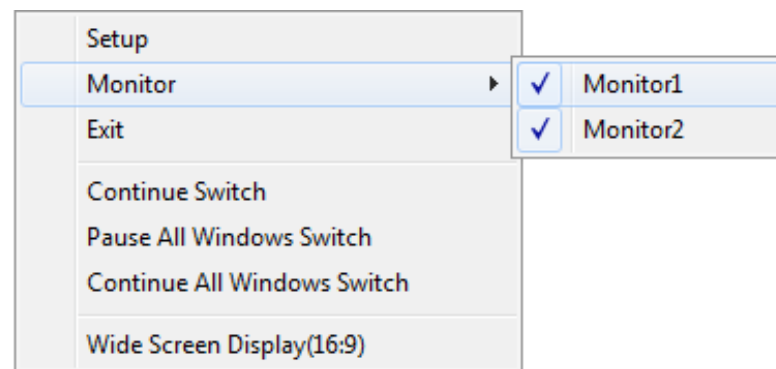 Setup
Monitor
Monitor1
Exit
Monitor2
Continue Switch
Pause All Windows Switch
Continue All Windows Switch
Wide Screen Display(16:9)